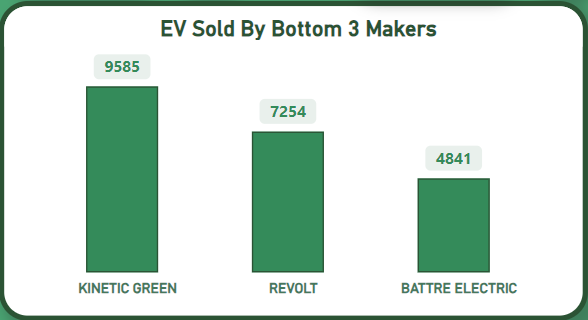 EV Sold By Bottom 3 Makers
9585
7254
4841
KINETIC GREEN
REVOLT
BATTRE ELECTRIC